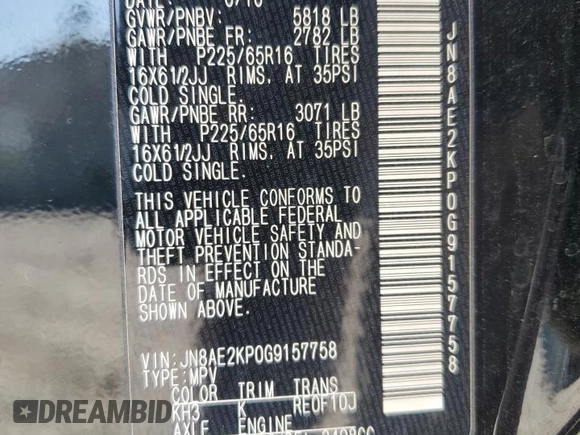 GVWR/PNBV: 5818 LB
GAWR/PNBE FR: 2782 LB
WITH P225/65R16 TIRES
16X61/2JJ RIMS, AT 35PSI
COLD SINGLE.
GAWR/PNBE RR: 3071 LB
WITH P225/65R16 TIRES
16X61/2JJ RIMS, AT 35PSI
COLD SINGLE.
THIS VEHICLE CONFORMS TO
ALL APPLICABLE FEDERAL
MOTOR VEHICLE SAFETY AND
THEFT PREVENTION STANDA-
RDS IN EFFECT ON THE
DATE OF MANUFACTURE
SHOWN ABOVE.
VIN: JN8AE2KP0G9157758
TYPE: MPV
COLOR TRIM TRANS
KH3 K RE0F10J
AXLE ENGINE
JN8AE2KP0G9157758
DREAMBID